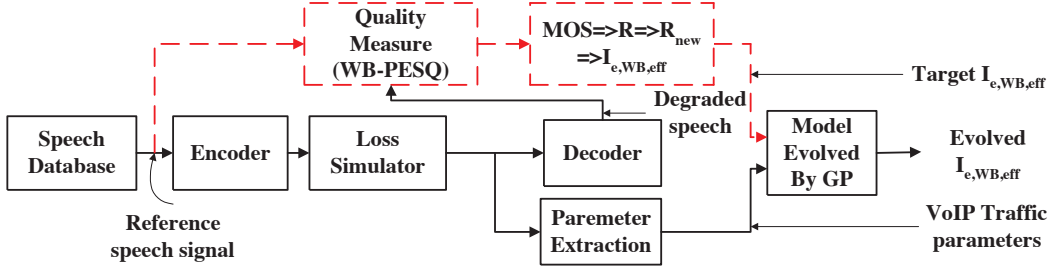 Quality
Measure
(WB-PESQ)
MOS=>R=>R_new
=>I_e,WB,eff
Target I_e,WB,eff
Degraded
speech
Speech
Database
Encoder
Loss
Simulator
Decoder
Model
Evolved
By GP
Evolved
I_e,WB,eff
Reference
speech signal
Paremeter
Extraction
VoIP Traffic
parameters